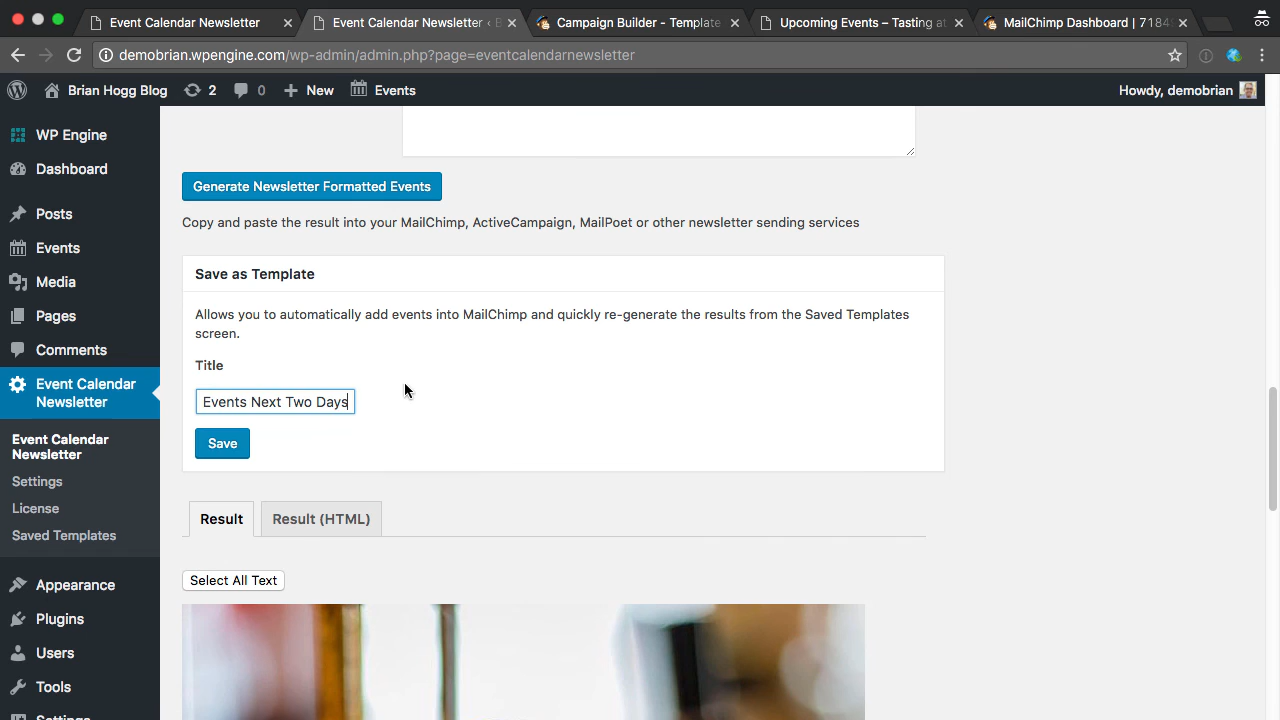 Event Calendar Newsletter
Event Calendar Newsletter ‹ B
Campaign Builder - Template
Upcoming Events – Tasting at
MailChimp Dashboard | 7184
demobrian.wpengine.com/wp-admin/admin.php?page=eventcalendarnewsletter
Brian Hogg Blog
2
0
New
Events
Howdy, demobrian
WP Engine
Dashboard
Posts
Events
Media
Pages
Comments
Event Calendar
Newsletter
Event Calendar
Newsletter
Settings
License
Saved Templates
Appearance
Plugins
Users
Tools
Settings
Generate Newsletter Formatted Events
Copy and paste the result into your MailChimp, ActiveCampaign, MailPoet or other newsletter sending services
Save as Template
Allows you to automatically add events into MailChimp and quickly re-generate the results from the Saved Templates
screen.
Title
Events Next Two Days
Save
Result
Result (HTML)
Select All Text